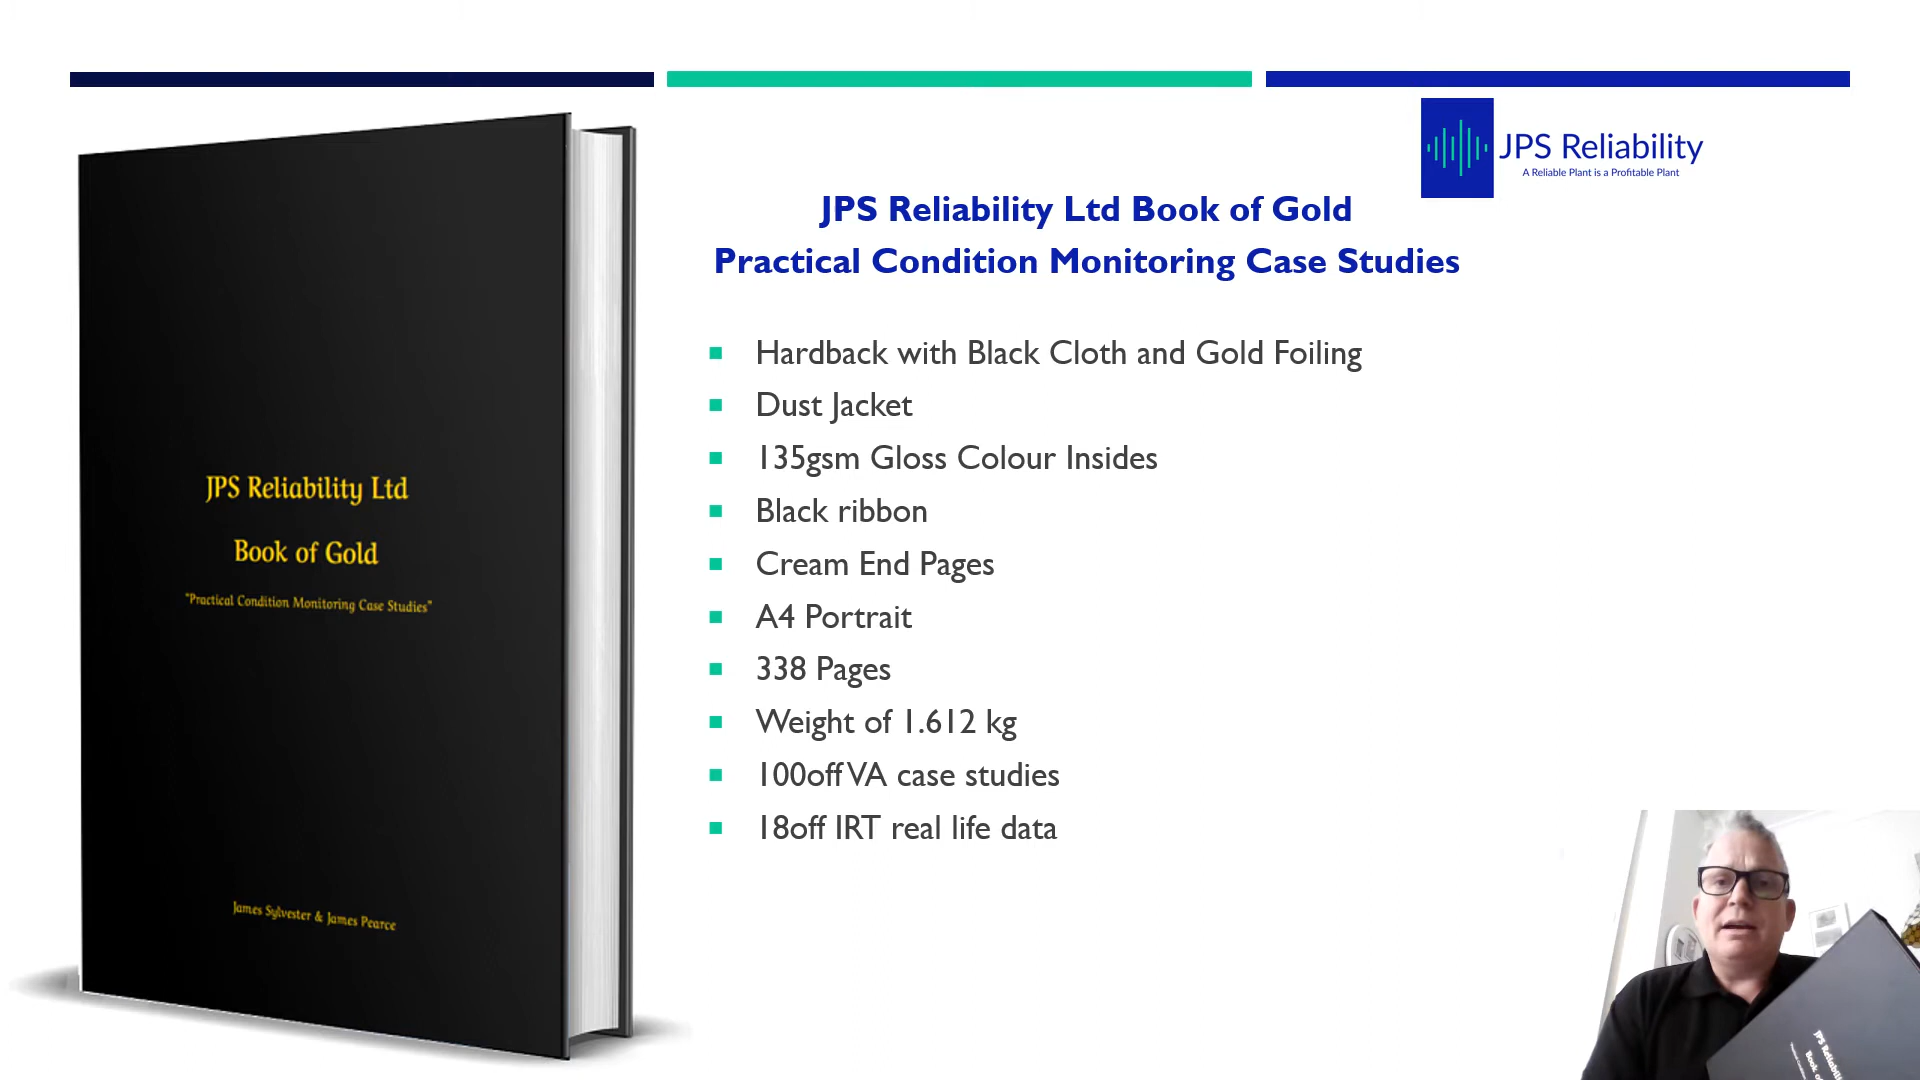 JPS Reliability
A Reliable Plant is a Profitable Plant
JPS Reliability Ltd Book of Gold
Practical Condition Monitoring Case Studies
Hardback with Black Cloth and Gold Foiling
Dust Jacket
135gsm Gloss Colour Insides
Black ribbon
Cream End Pages
A4 Portrait
338 Pages
Weight of 1.612 kg
100off VA case studies
18off IRT real life data
JPS Reliability Ltd
Book of Gold
"Practical Condition Monitoring Case Studies"
James Sylvester & James Pearce
JPS
Book of